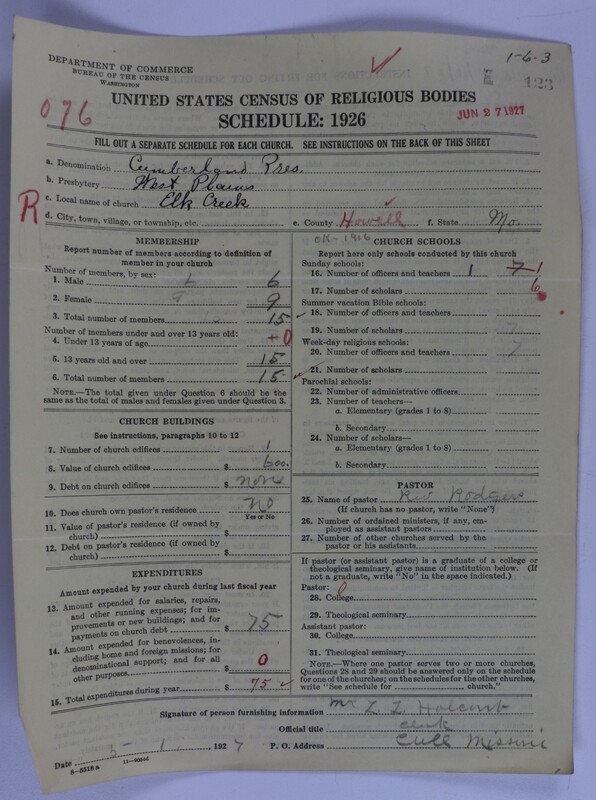 1-6-3
DEPARTMENT OF COMMERCE
BUREAU OF THE CENSUS
WASHINGTON
123
076
UNITED STATES CENSUS OF RELIGIOUS BODIES
JUN 27 1927
SCHEDULE: 1926
FILL OUT A SEPARATE SCHEDULE FOR EACH CHURCH. SEE INSTRUCTIONS ON THE BACK OF THIS SHEET
a. Denomination Cumberland Pres.
b. Presbytery West Plains
R
c. Local name of church Elk Creek
d. City, town, village, or township, etc. e. County Howell f. State Mo.
OK-1916
MEMBERSHIP
Report number of members according to definition of
member in your church
Number of members, by sex:
1. Male 6
2. Female 9
3. Total number of members 15
Number of members under and over 13 years old:
4. Under 13 years of age 0
5. 13 years old and over 15
6. Total number of members 15
NOTE.—The total given under Question 6 should be the
same as the total of males and females given under Question 3.
CHURCH BUILDINGS
See instructions, paragraphs 10 to 12
7. Number of church edifices 1
8. Value of church edifices $ 600.
9. Debt on church edifices $ none
10. Does church own pastor's residence no
Yes or No
11. Value of pastor's residence (if owned by
church) $
12. Debt on pastor's residence (if owned by
church) $
EXPENDITURES
Amount expended by your church during last fiscal year
13. Amount expended for salaries, repairs,
and other running expenses; for im-
provements or new buildings; and for
payments on church debt $ 75
14. Amount expended for benevolences, in-
cluding home and foreign missions; for
denominational support; and for all
other purposes $ 0
15. Total expenditures during year $ 75
CHURCH SCHOOLS
Report here only schools conducted by this church
Sunday schools:
16. Number of officers and teachers 1 7 1
17. Number of scholars 6
Summer vacation Bible schools:
18. Number of officers and teachers
19. Number of scholars 7
Week-day religious schools:
20. Number of officers and teachers 7
21. Number of scholars
Parochial schools:
22. Number of administrative officers
23. Number of teachers—
a. Elementary (grades 1 to 8)
b. Secondary
24. Number of scholars—
a. Elementary (grades 1 to 8)
b. Secondary
PASTOR
25. Name of pastor Rev Rodgers
(If church has no pastor, write "None")
26. Number of ordained ministers, if any, em-
ployed as assistant pastors
27. Number of other churches served by the
pastor or his assistants
If pastor (or assistant pastor) is a graduate of a college or
theological seminary, give name of institution below. (If
not a graduate, write "No" in the space indicated.)
Pastor: 0
28. College
29. Theological seminary
Assistant pastor:
30. College
31. Theological seminary
NOTE.—Where one pastor serves two or more churches,
Questions 28 and 29 should be answered only on the schedule
for one of the churches; on the schedules for the other churches,
write "See schedule for church."
Signature of person furnishing information L. L. Holcomb
Official title clerk
Date 5-1, 1927 P. O. Address Cull Missouri
8-5518 a 11-9034d